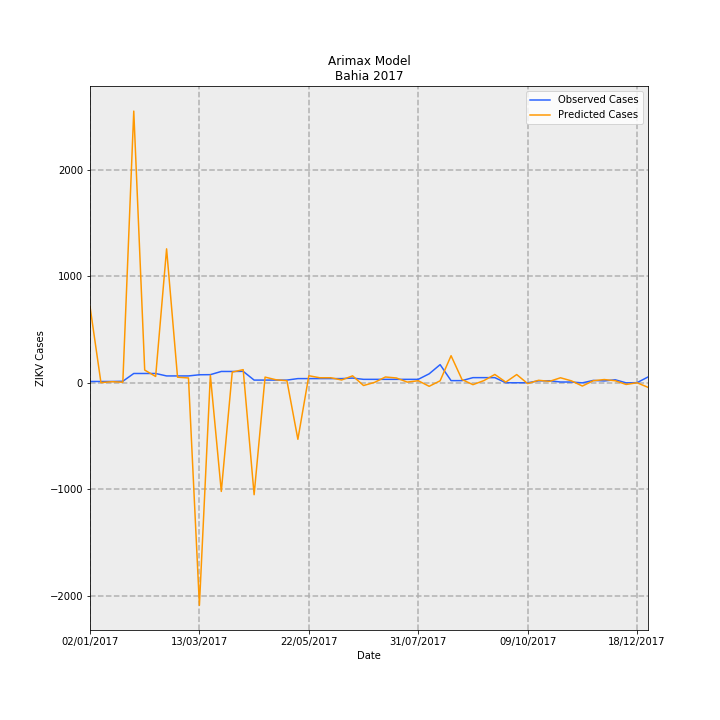 Arimax Model
Bahia 2017
Observed Cases
Predicted Cases
2000
1000
0
−1000
−2000
ZIKV Cases
02/01/2017 13/03/2017 22/05/2017 31/07/2017 09/10/2017 18/12/2017
Date